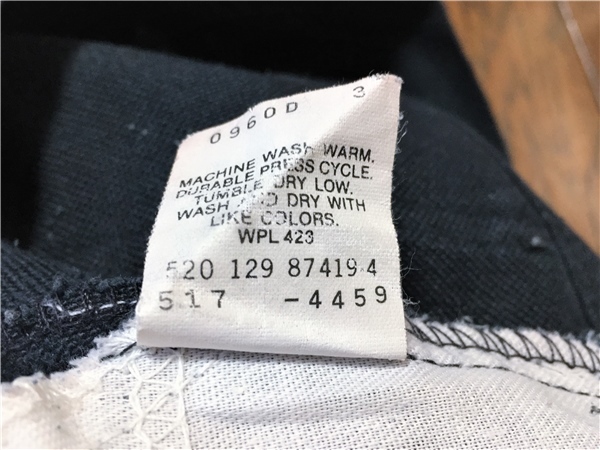 0960D 3
MACHINE WASH WARM.
DURABLE PRESS CYCLE.
TUMBLE DRY LOW.
WASH AND DRY WITH
LIKE COLORS.
WPL 423
520 129 87419-4
517 -4459